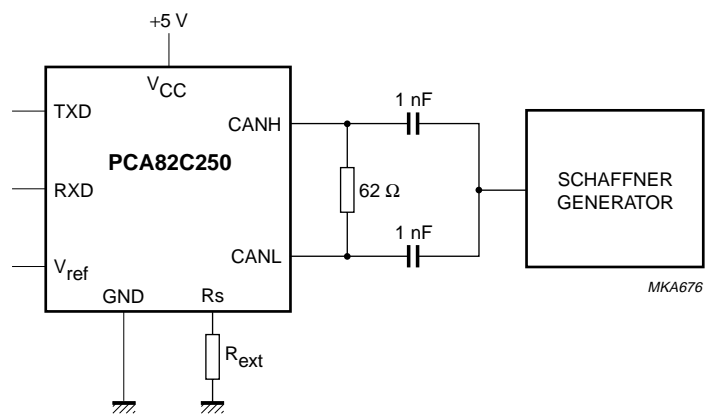 +5 V
VCC
TXD
CANH
1 nF
PCA82C250
RXD
62 Ω
SCHAFFNER
GENERATOR
1 nF
CANL
Vref
GND
Rs
MKA676
Rext